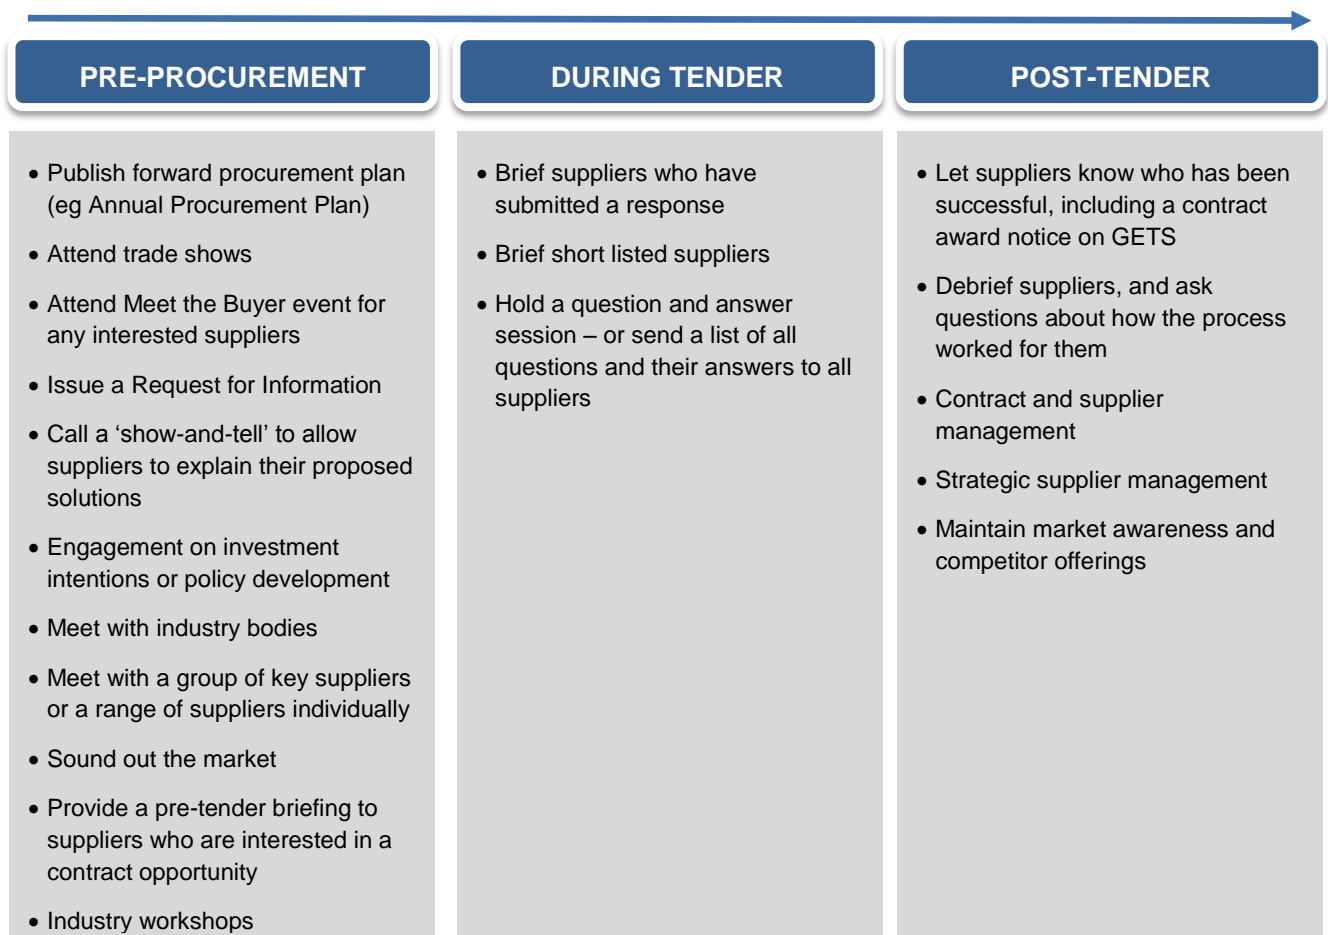 PRE-PROCUREMENT
• Publish forward procurement plan
(eg Annual Procurement Plan)
• Attend trade shows
• Attend Meet the Buyer event for
any interested suppliers
• Issue a Request for Information
• Call a ‘show-and-tell’ to allow
suppliers to explain their proposed
solutions
• Engagement on investment
intentions or policy development
• Meet with industry bodies
• Meet with a group of key suppliers
or a range of suppliers individually
• Sound out the market
• Provide a pre-tender briefing to
suppliers who are interested in a
contract opportunity
• Industry workshops
DURING TENDER
• Brief suppliers who have
submitted a response
• Brief short listed suppliers
• Hold a question and answer
session – or send a list of all
questions and their answers to all
suppliers
POST-TENDER
• Let suppliers know who has been
successful, including a contract
award notice on GETS
• Debrief suppliers, and ask
questions about how the process
worked for them
• Contract and supplier
management
• Strategic supplier management
• Maintain market awareness and
competitor offerings